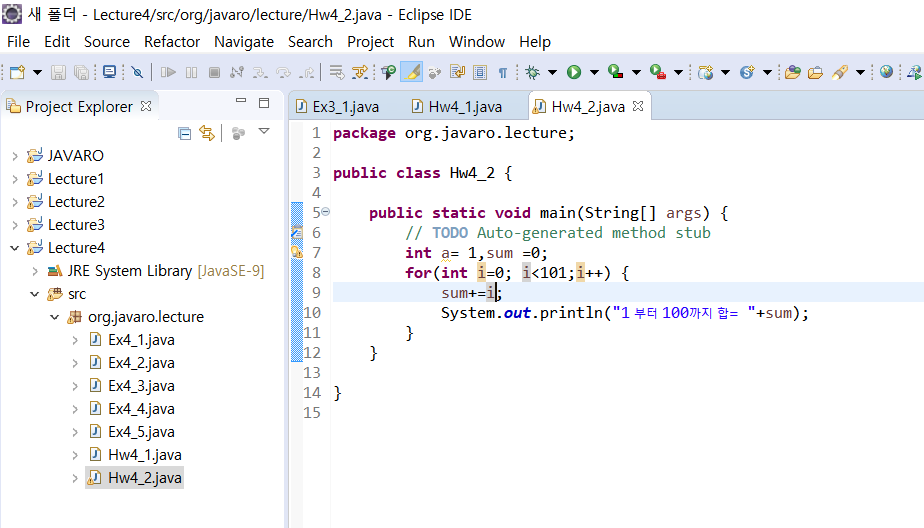 새 폴더 - Lecture4/src/org/javaro/lecture/Hw4_2.java - Eclipse IDE
File Edit Source Refactor Navigate Search Project Run Window Help
Project Explorer
JAVARO
Lecture1
Lecture2
Lecture3
Lecture4
JRE System Library [JavaSE-9]
src
org.javaro.lecture
Ex4_1.java
Ex4_2.java
Ex4_3.java
Ex4_4.java
Ex4_5.java
Hw4_1.java
Hw4_2.java
Ex3_1.java Hw4_1.java Hw4_2.java
1 package org.javaro.lecture;
2
3 public class Hw4_2 {
4
5 public static void main(String[] args) {
6 // TODO Auto-generated method stub
7 int a= 1,sum =0;
8 for(int i=0; i<101;i++) {
9 sum+=i;
10 System.out.println("1 부터 100까지 합= "+sum);
11 }
12 }
13
14 }
15